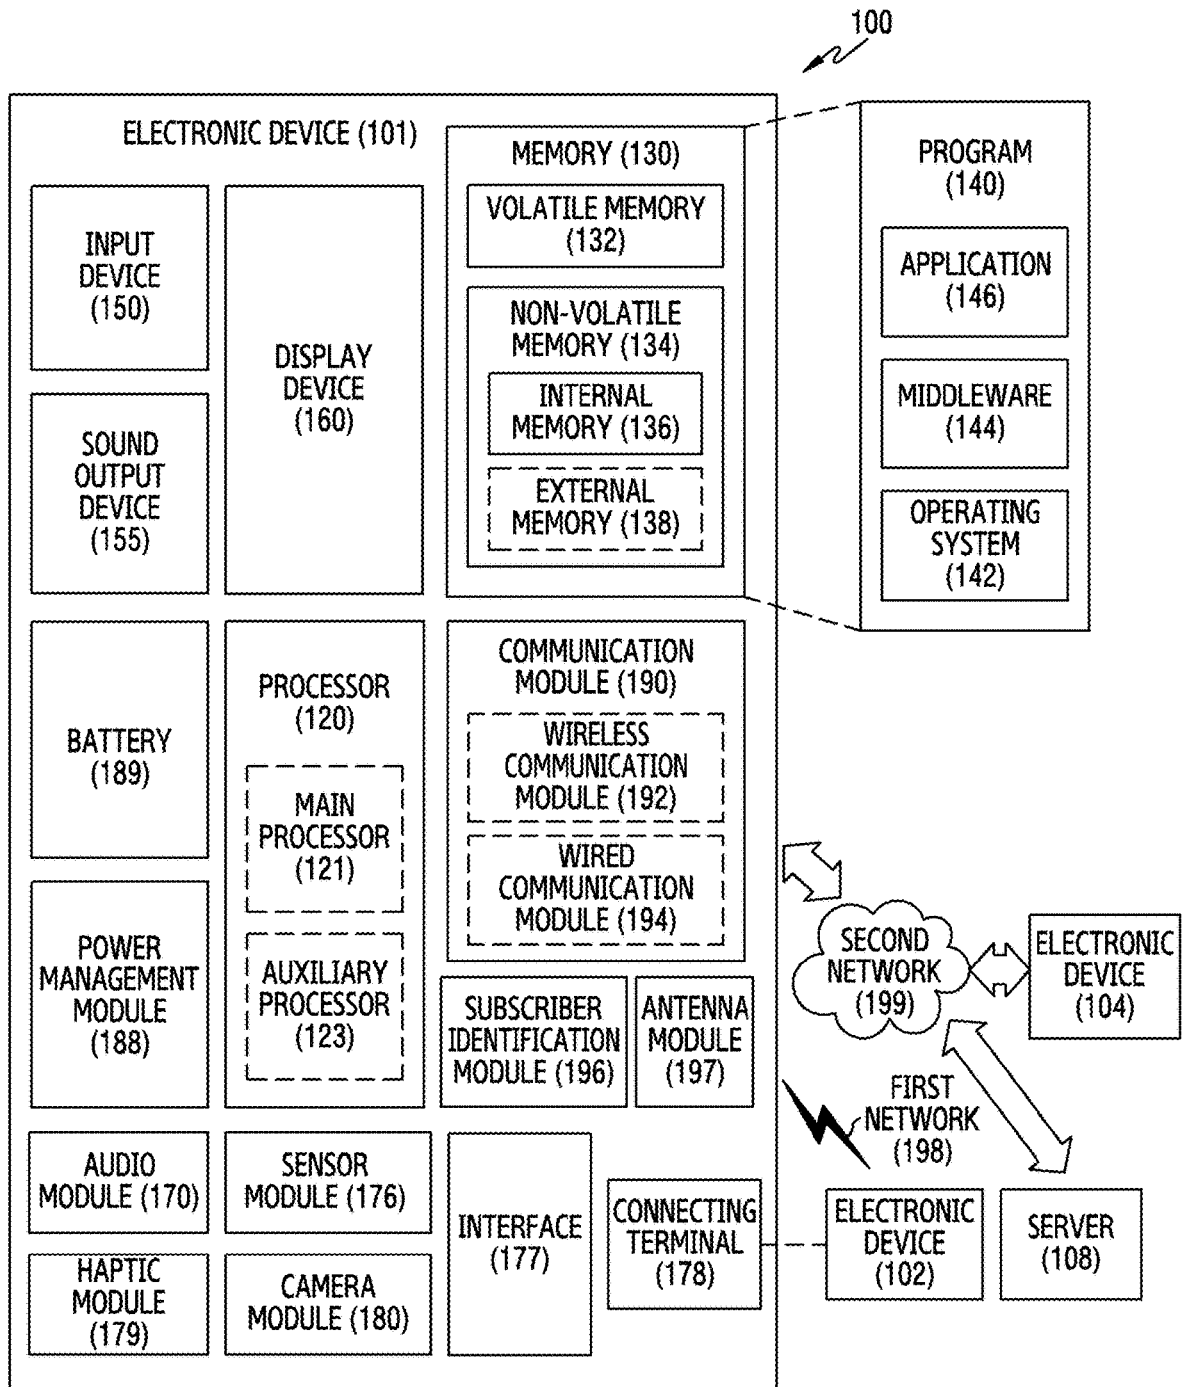 100
ELECTRONIC DEVICE (101)
INPUT
DEVICE
(150)
SOUND
OUTPUT
DEVICE
(155)
DISPLAY
DEVICE
(160)
MEMORY (130)
VOLATILE MEMORY
(132)
NON-VOLATILE
MEMORY (134)
INTERNAL
MEMORY (136)
EXTERNAL
MEMORY (138)
PROGRAM
(140)
APPLICATION
(146)
MIDDLEWARE
(144)
OPERATING
SYSTEM
(142)
BATTERY
(189)
POWER
MANAGEMENT
MODULE
(188)
PROCESSOR
(120)
MAIN
PROCESSOR
(121)
AUXILIARY
PROCESSOR
(123)
COMMUNICATION
MODULE (190)
WIRELESS
COMMUNICATION
MODULE (192)
WIRED
COMMUNICATION
MODULE (194)
SUBSCRIBER
IDENTIFICATION
MODULE (196)
ANTENNA
MODULE
(197)
SECOND
NETWORK
(199)
ELECTRONIC
DEVICE
(104)
FIRST
NETWORK
(198)
AUDIO
MODULE (170)
SENSOR
MODULE (176)
HAPTIC
MODULE
(179)
CAMERA
MODULE (180)
INTERFACE
(177)
CONNECTING
TERMINAL
(178)
ELECTRONIC
DEVICE
(102)
SERVER
(108)